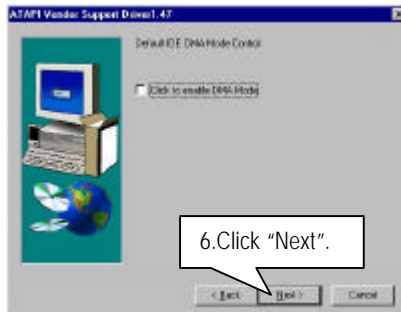 ATAPI Vendor Support Driver1.47
Default IDE DMA Mode Control
Click to enable DMA Mode
6.Click “Next”.
< Back
Next >
Cancel